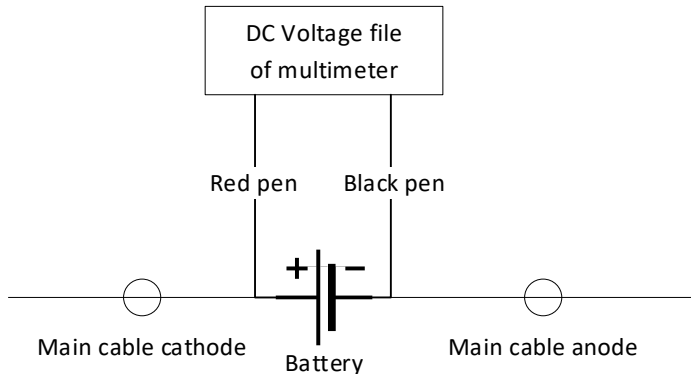 DC Voltage file
of multimeter
Red pen
Black pen
+
−
Main cable cathode
Battery
Main cable anode